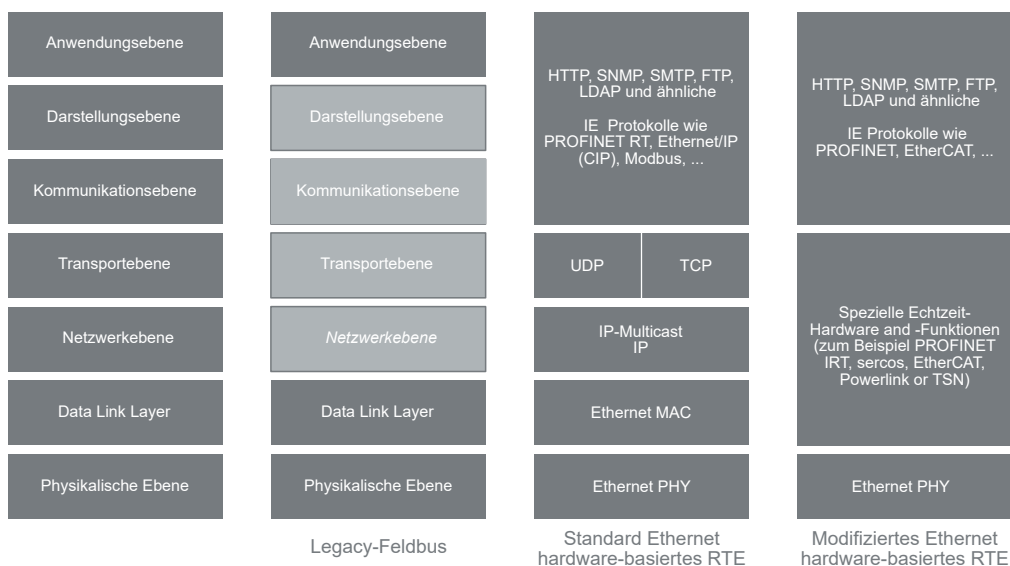 Anwendungsebene
Darstellungsebene
Kommunikationsebene
Transportebene
Netzwerkebene
Data Link Layer
Physikalische Ebene
Anwendungsebene
Darstellungsebene
Kommunikationsebene
Transportebene
Netzwerkebene
Data Link Layer
Physikalische Ebene
Legacy-Feldbus
HTTP, SNMP, SMTP, FTP,
LDAP und ähnliche
IE Protokolle wie
PROFINET RT, Ethernet/IP
(CIP), Modbus, ...
UDP
TCP
IP-Multicast
IP
Ethernet MAC
Ethernet PHY
Standard Ethernet
hardware-basiertes RTE
HTTP, SNMP, SMTP, FTP,
LDAP und ähnliche
IE Protokolle wie
PROFINET, EtherCAT, ...
Spezielle Echtzeit-
Hardware and -Funktionen
(zum Beispiel PROFINET
IRT, sercos, EtherCAT,
Powerlink or TSN)
Ethernet PHY
Modifiziertes Ethernet
hardware-basiertes RTE